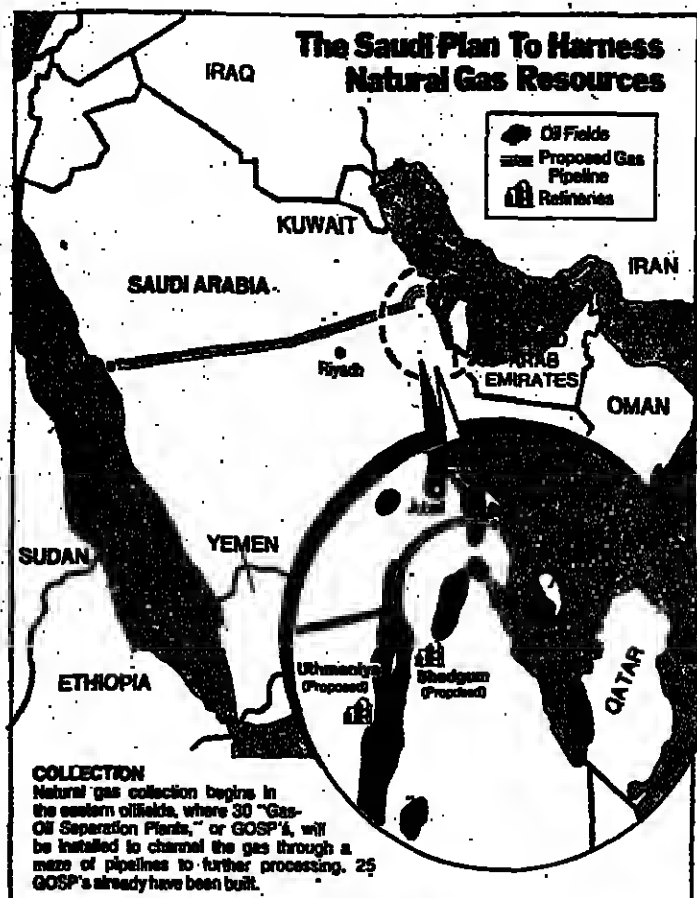 The Saudi Plan To Harness
Natural Gas Resources
Oil Fields
Proposed Gas
Pipeline
Refineries
IRAQ
KUWAIT
IRAN
SAUDI ARABIA
Riyadh
ARAB
EMIRATES
OMAN
SUDAN
YEMEN
ETHIOPIA
Uthmaniya
(Proposed)
Shedgum
(Proposed)
QATAR
COLLECTION
Natural gas collection begins in
the eastern oilfields, where 30 "Gas-
Oil Separation Plants," or GOSP's, will
be installed to channel the gas through a
maze of pipelines to further processing. 25
GOSP's already have been built.